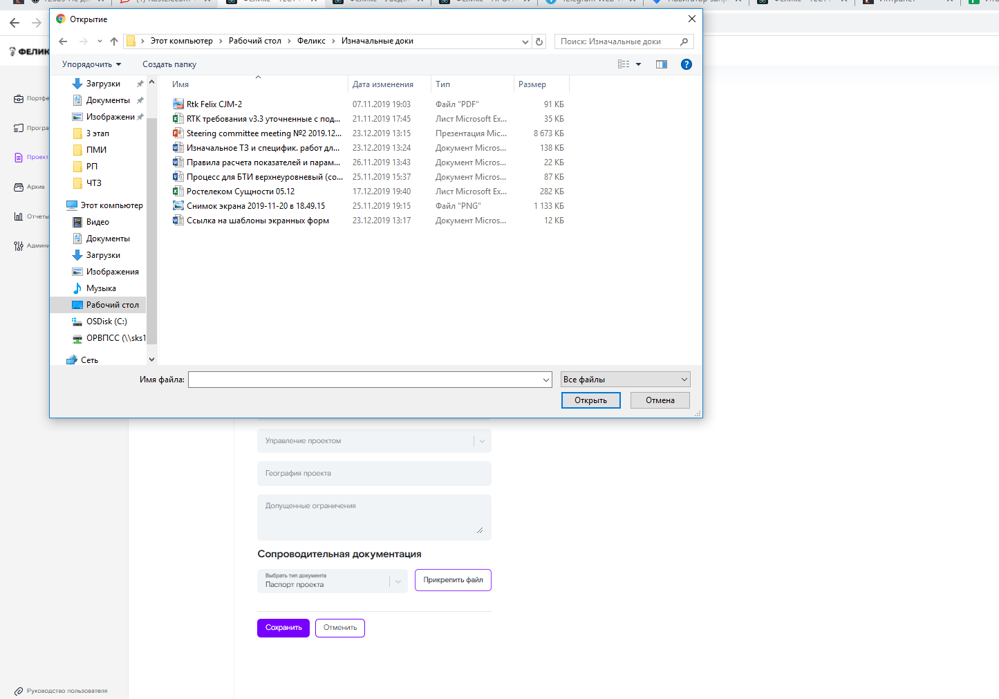 Открытие
Этот компьютер
Рабочий стол
Феликс
Изначальные доки
Поиск: Изначальные доки
ФЕЛИК
Упорядочить
Создать папку
Имя
Дата изменения
Тип
Размер
Загрузки
Документы
Изображени
3 этап
ПМИ
РП
ЧТЗ
Этот компьютер
Видео
Документы
Загрузки
Изображения
Музыка
Рабочий стол
OSDisk (C:)
ОРВПСС (\\sks1
Сеть
Rtk Felix CJM-2 07.11.2019 19:03 Файл "PDF" 91 КБ
RTK требования v3.3 уточненные с под... 21.11.2019 17:45 Лист Microsoft Ex... 35 КБ
Steering committee meeting №2 2019.12... 23.12.2019 13:15 Презентация Mic... 8 673 КБ
Изначальное ТЗ и специфик. работ дл... 23.12.2019 13:24 Документ Micros... 138 КБ
Правила расчета показателей и парам... 26.11.2019 13:43 Документ Micros... 22 КБ
Процесс для БТИ верхнеуровневый (со... 25.11.2019 15:37 Документ Micros... 87 КБ
Ростелеком Сущности 05.12 17.12.2019 19:40 Лист Microsoft Ex... 282 КБ
Снимок экрана 2019-11-20 в 18.49.15 25.11.2019 19:15 Файл "PNG" 1 133 КБ
Ссылка на шаблоны экранных форм 23.12.2019 13:17 Документ Micros... 12 КБ
Имя файла:
Все файлы
Открыть
Отмена
Портфе
Програ
Проект
Архив
Отчеты
Админи
Управление проектом
География проекта
Допущенные ограничения
Сопроводительная документация
Выбрать тип документа
Паспорт проекта
Прикрепить файл
Сохранить
Отменить
Руководство пользователя